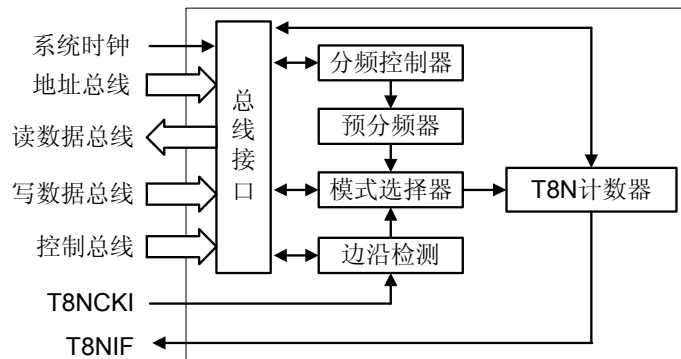 系统时钟
地址总线
读数据总线
写数据总线
控制总线
T8NCKI
T8NIF
总线接口
分频控制器
预分频器
模式选择器
边沿检测
T8N计数器